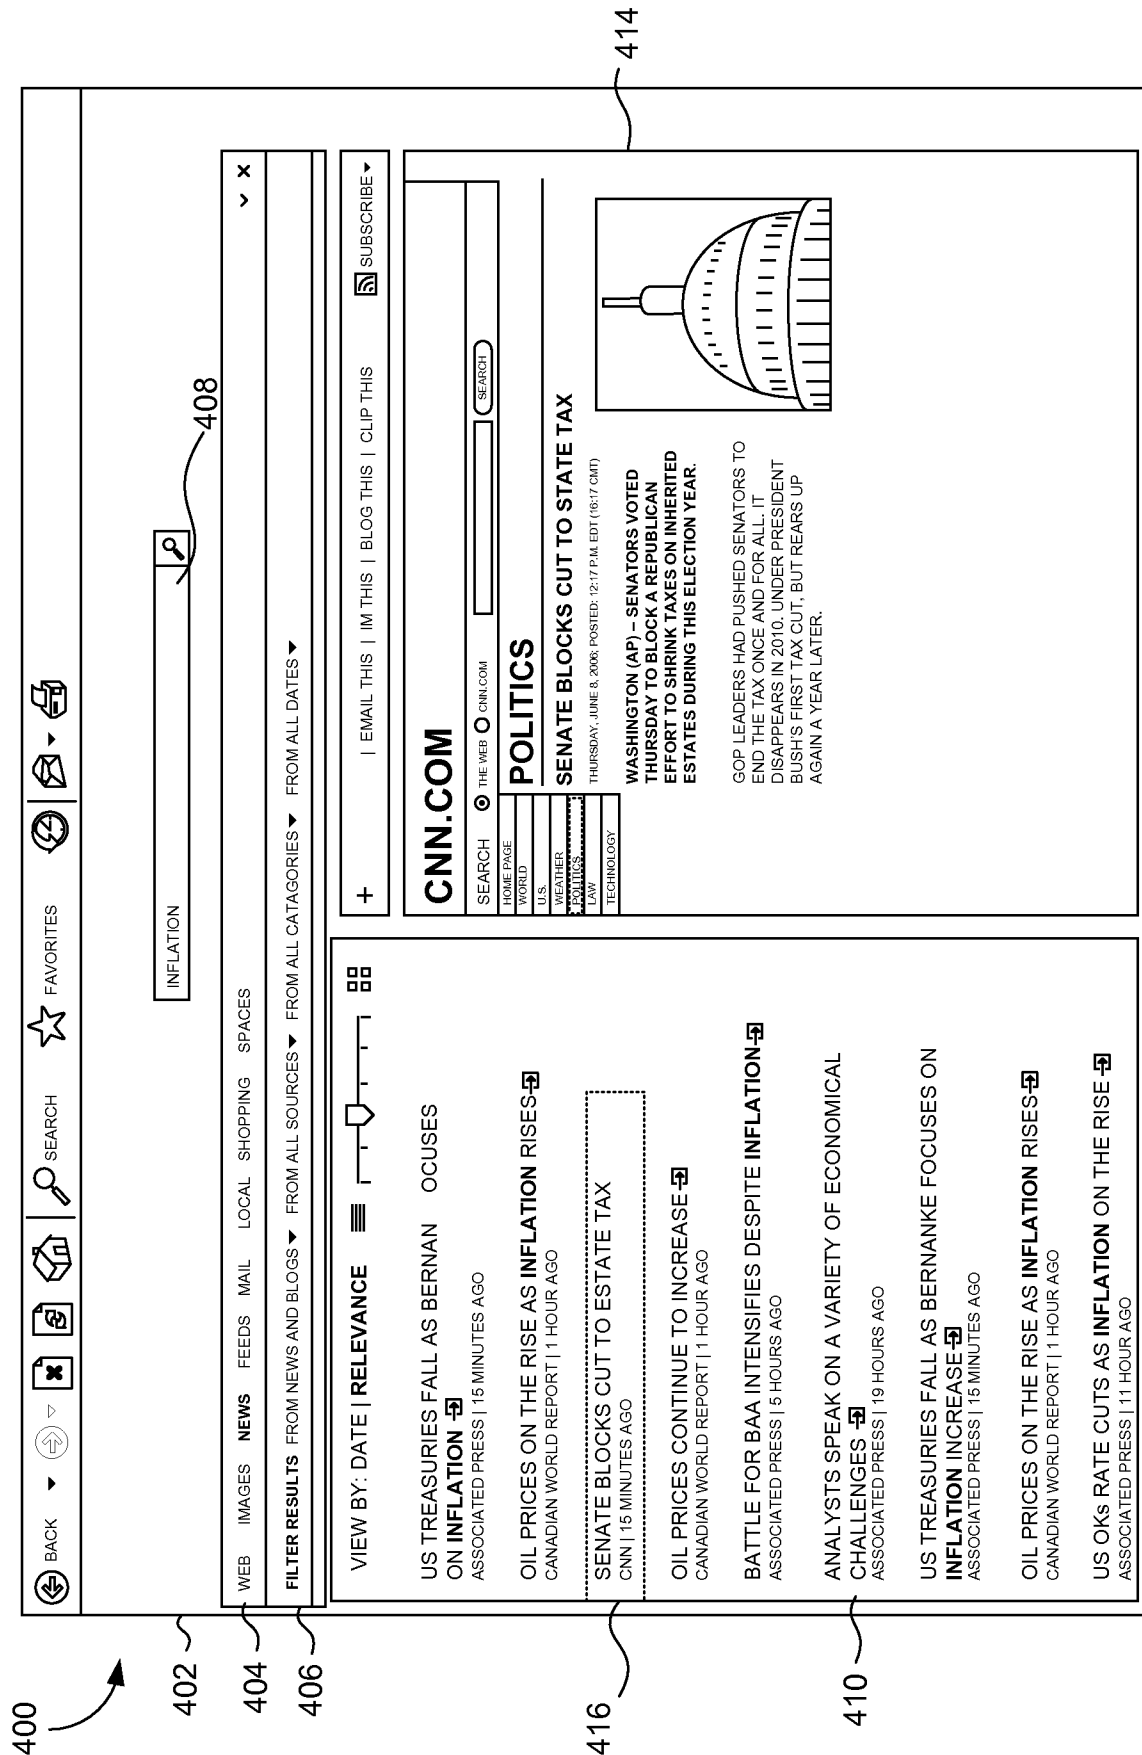 400
402
404
406
408
410
414
416
BACK
SEARCH
FAVORITES
INFLATION
WEB IMAGES NEWS FEEDS MAIL LOCAL SHOPPING SPACES
FILTER RESULTS FROM NEWS AND BLOGS FROM ALL SOURCES FROM ALL CATAGORIES FROM ALL DATES
VIEW BY: DATE | RELEVANCE
US TREASURIES FALL AS BERNAN OCUSES
ON INFLATION
ASSOCIATED PRESS | 15 MINUTES AGO
OIL PRICES ON THE RISE AS INFLATION RISES
CANADIAN WORLD REPORT | 1 HOUR AGO
SENATE BLOCKS CUT TO ESTATE TAX
CNN | 15 MINUTES AGO
OIL PRICES CONTINUE TO INCREASE
CANADIAN WORLD REPORT | 1 HOUR AGO
BATTLE FOR BAA INTENSIFIES DESPITE INFLATION
ASSOCIATED PRESS | 5 HOURS AGO
ANALYSTS SPEAK ON A VARIETY OF ECONOMICAL
CHALLENGES
ASSOCIATED PRESS | 19 HOURS AGO
US TREASURIES FALL AS BERNANKE FOCUSES ON
INFLATION INCREASE
ASSOCIATED PRESS | 15 MINUTES AGO
OIL PRICES ON THE RISE AS INFLATION RISES
CANADIAN WORLD REPORT | 1 HOUR AGO
US OKs RATE CUTS AS INFLATION ON THE RISE
ASSOCIATED PRESS | 11 HOUR AGO
+ | EMAIL THIS | IM THIS | BLOG THIS | CLIP THIS SUBSCRIBE
CNN.COM
SEARCH THE WEB CNN.COM SEARCH
HOME PAGE
WORLD
U.S.
WEATHER
POLITICS
LAW
TECHNOLOGY
POLITICS
SENATE BLOCKS CUT TO STATE TAX
THURSDAY, JUNE 8, 2006; POSTED: 12:17 P.M. EDT (16:17 CMT)
WASHINGTON (AP) – SENATORS VOTED
THURSDAY TO BLOCK A REPUBLICAN
EFFORT TO SHRINK TAXES ON INHERITED
ESTATES DURING THIS ELECTION YEAR.
GOP LEADERS HAD PUSHED SENATORS TO
END THE TAX ONCE AND FOR ALL. IT
DISAPPEARS IN 2010. UNDER PRESIDENT
BUSH'S FIRST TAX CUT, BUT REARS UP
AGAIN A YEAR LATER.